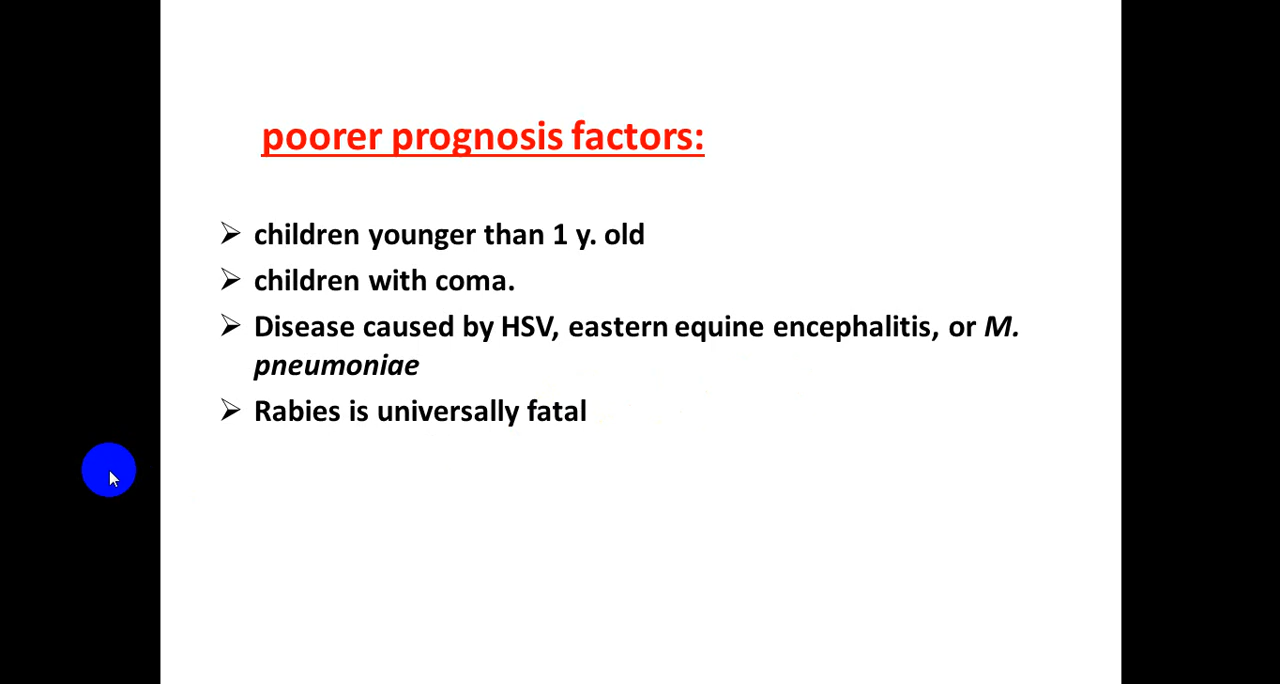 poorer prognosis factors:
➢ children younger than 1 y. old
➢ children with coma.
➢ Disease caused by HSV, eastern equine encephalitis, or M.
pneumoniae
➢ Rabies is universally fatal